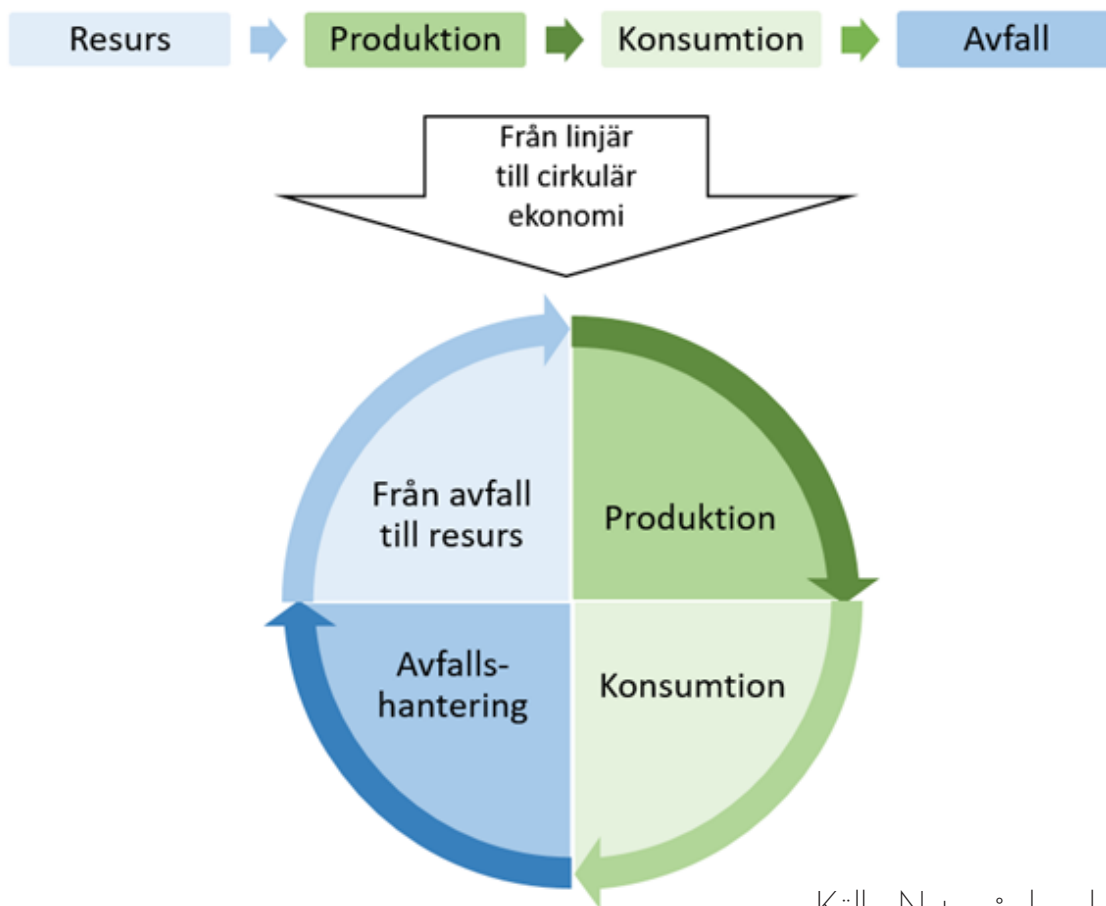 Resurs
Produktion
Konsumtion
Avfall
Från linjär
till cirkulär
ekonomi
Från avfall
till resurs
Produktion
Avfalls-
hantering
Konsumtion